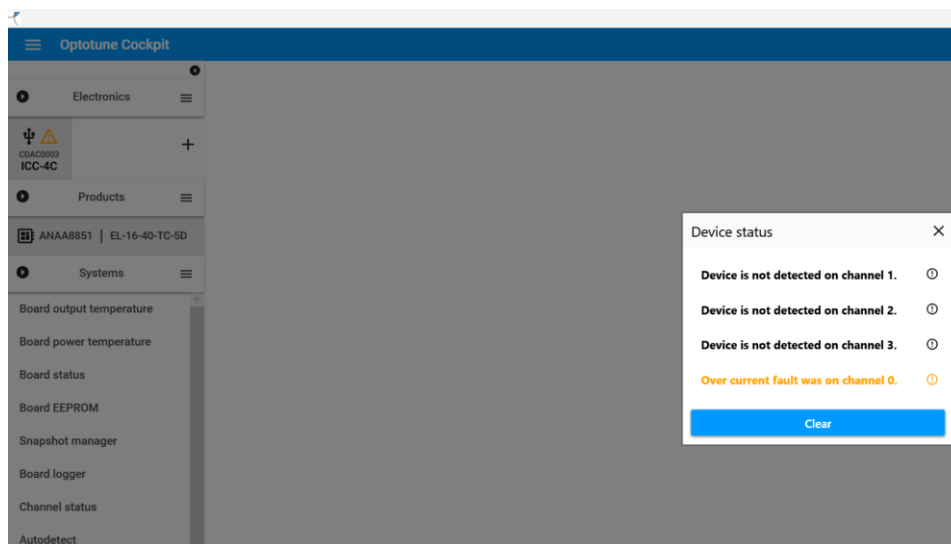 Optotune Cockpit
Electronics
CDAC0003
ICC-4C
Products
ANAA8851 | EL-16-40-TC-5D
Systems
Board output temperature
Board power temperature
Board status
Board EEPROM
Snapshot manager
Board logger
Channel status
Autodetect
Device status
Device is not detected on channel 1.
Device is not detected on channel 2.
Device is not detected on channel 3.
Over current fault was on channel 0.
Clear